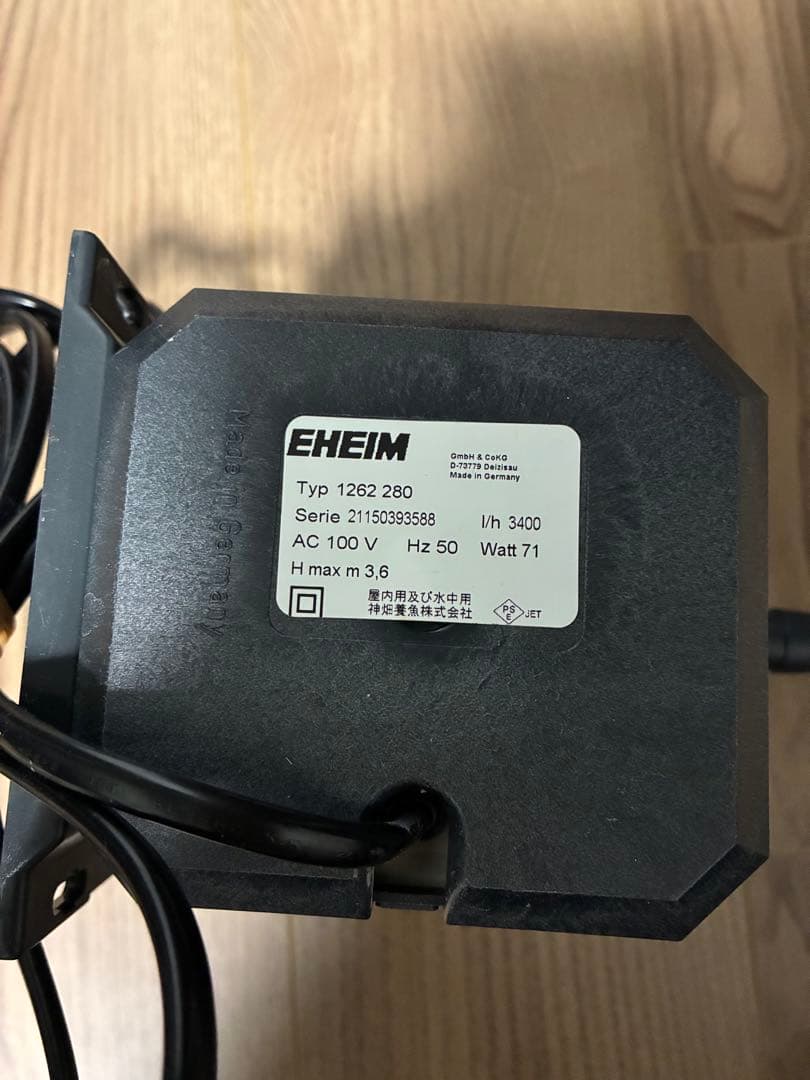 EHEIM
GmbH & CoKG
D-73779 Deizisau
Made in Germany
Typ 1262 280
Serie 21150393588 l/h 3400
AC 100 V Hz 50 Watt 71
H max m 3,6
屋内用及び水中用
神畑養魚株式会社
PS
E
JET
Made in Germany